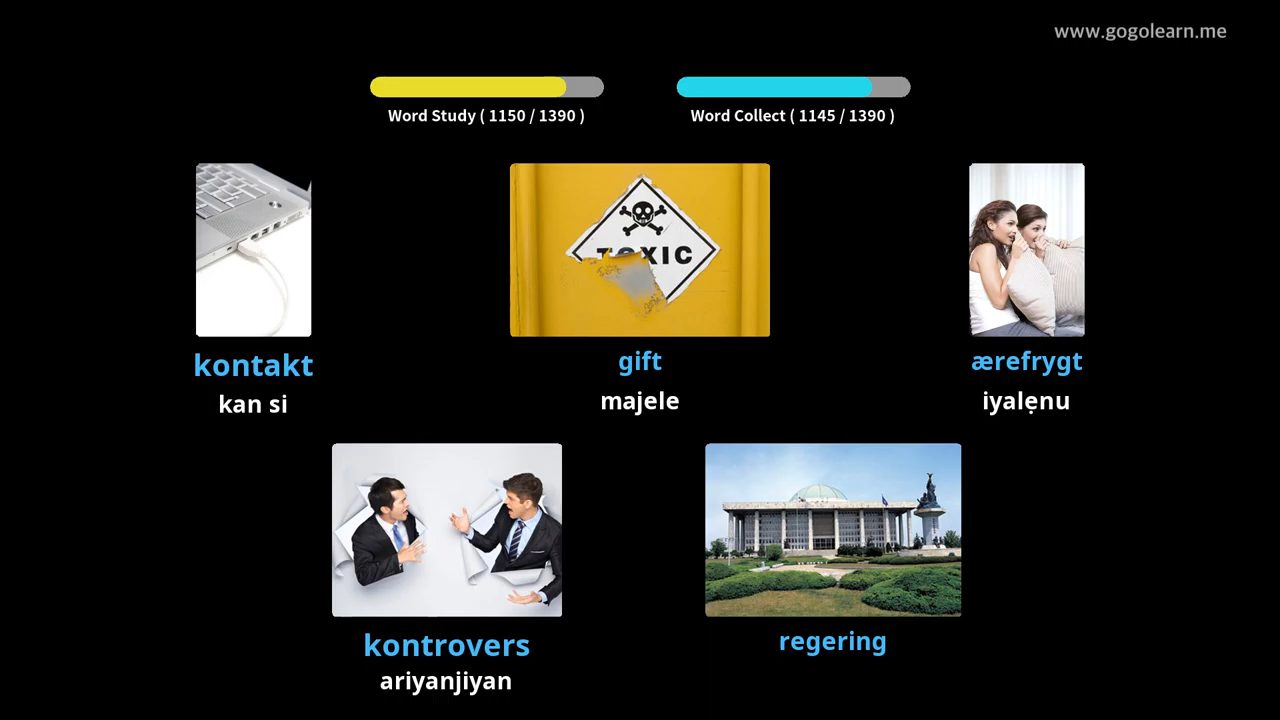 www.gogolearn.me
Word Study ( 1150 / 1390 )
Word Collect ( 1145 / 1390 )
TOXIC
kontakt
kan si
gift
majele
ærefrygt
iyalẹnu
kontrovers
ariyanjiyan
regering